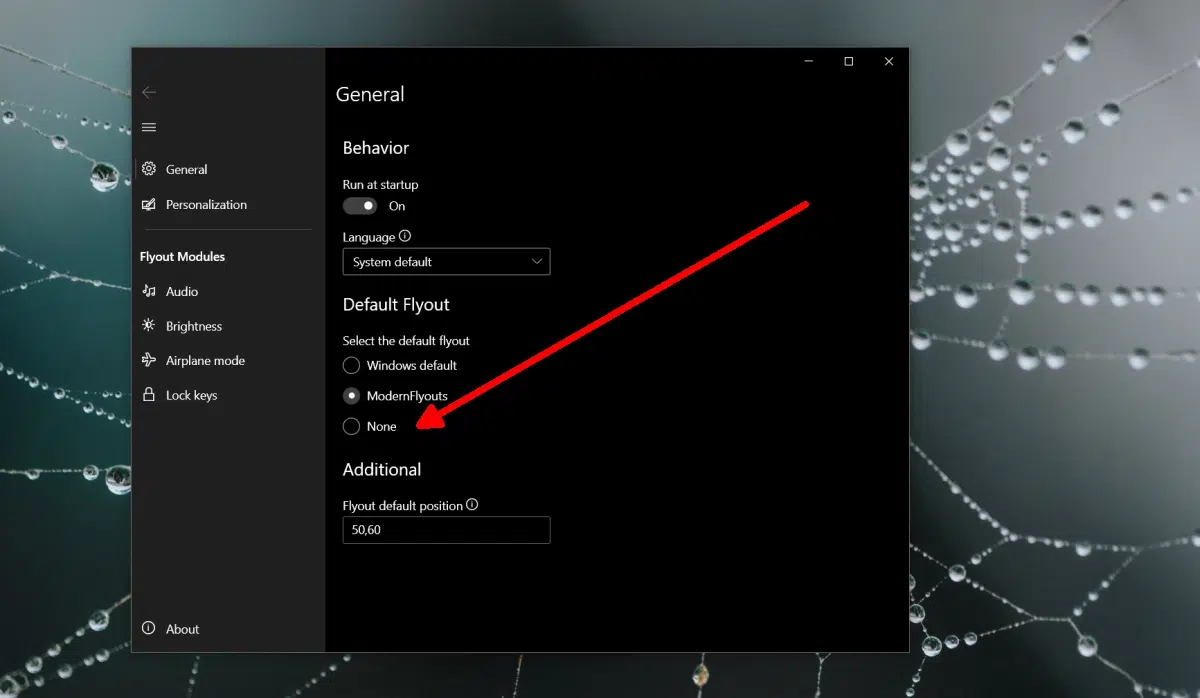 General
Personalization
Flyout Modules
Audio
Brightness
Airplane mode
Lock keys
About
General
Behavior
Run at startup
On
Language
System default
Default Flyout
Select the default flyout
Windows default
ModernFlyouts
None
Additional
Flyout default position
50,60